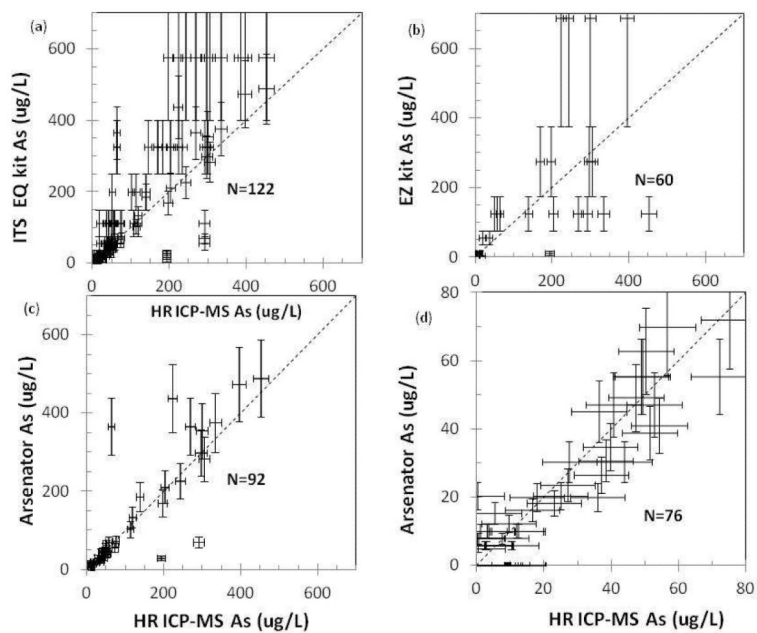 (a)
600
400
200
0
ITS EQ kit As (ug/L)
N=122
0 200 400 600
HR ICP-MS As (ug/L)
(b)
600
400
200
0
EZ kit As (ug/L)
N=60
0 200 400 600
(c)
600
400
200
0
Arsenator As (ug/L)
N=92
0 200 400 600
HR ICP-MS As (ug/L)
(d)
80
60
40
20
0
Arsenator As (ug/L)
N=76
0 20 40 60 80
HR ICP-MS As (ug/L)